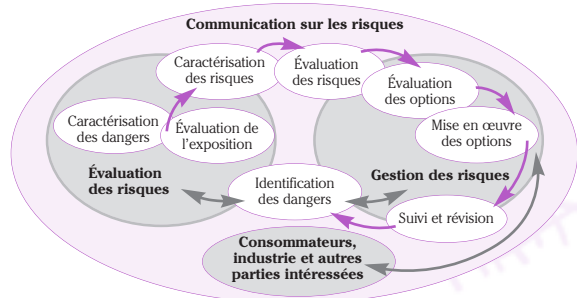 Communication sur les risques
Caractérisation
des risques
Évaluation
des risques
Évaluation
des options
Mise en œuvre
des options
Caractérisation
des dangers
Évaluation de
l'exposition
Évaluation
des risques
Identification
des dangers
Gestion des risques
Suivi et révision
Consommateurs,
industrie et autres
parties intéressées